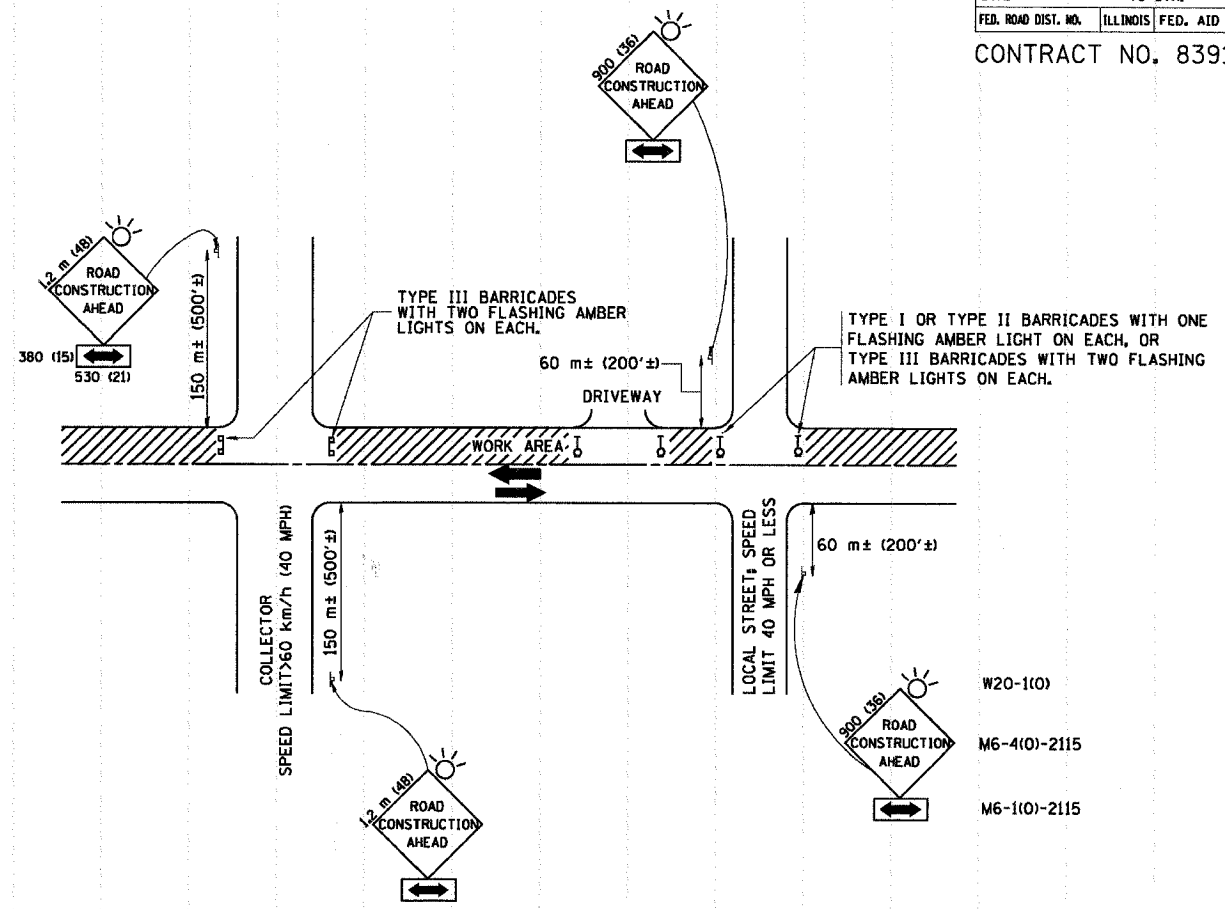 FED. ROAD DIST. NO. ILLINOIS FED. AID
CONTRACT NO. 8391
900 (36)
ROAD
CONSTRUCTION
AHEAD
1.2 m (48)
ROAD
CONSTRUCTION
AHEAD
380 (15)
530 (21)
150 m± (500'±)
TYPE III BARRICADES
WITH TWO FLASHING AMBER
LIGHTS ON EACH.
60 m± (200'±)
DRIVEWAY
TYPE I OR TYPE II BARRICADES WITH ONE
FLASHING AMBER LIGHT ON EACH, OR
TYPE III BARRICADES WITH TWO FLASHING
AMBER LIGHTS ON EACH.
WORK AREA
COLLECTOR
SPEED LIMIT>60 km/h (40 MPH)
150 m± (500'±)
LOCAL STREET; SPEED
LIMIT 40 MPH OR LESS
60 m± (200'±)
1.2 m (48)
ROAD
CONSTRUCTION
AHEAD
900 (36)
ROAD
CONSTRUCTION
AHEAD
W20-1(O)
M6-4(O)-2115
M6-1(O)-2115